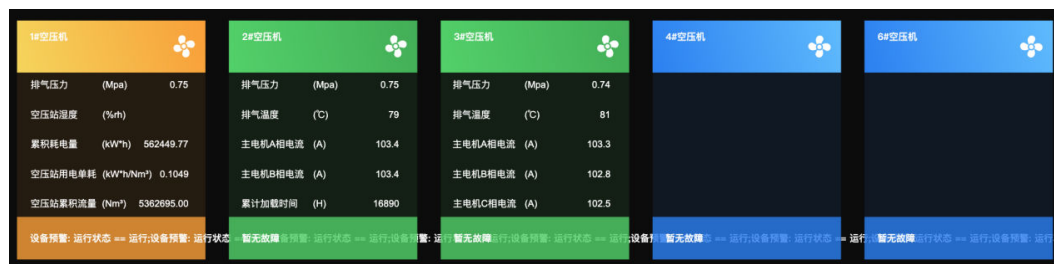 1#空压机
排气压力 (Mpa) 0.75
空压站湿度 (%rh)
累积耗电量 (kW*h) 562449.77
空压站用电单耗 (kW*h/Nm³) 0.1049
空压站累积流量 (Nm³) 5362695.00
设备预警: 运行状态 == 运行;设备预警: 运行状态
2#空压机
排气压力 (Mpa) 0.75
排气温度 (℃) 79
主电机A相电流 (A) 103.4
主电机B相电流 (A) 103.4
累计加载时间 (H) 16890
暂无故障
3#空压机
排气压力 (Mpa) 0.74
排气温度 (℃) 81
主电机A相电流 (A) 103.3
主电机B相电流 (A) 102.8
主电机C相电流 (A) 102.5
暂无故障
4#空压机
暂无故障
6#空压机
暂无故障